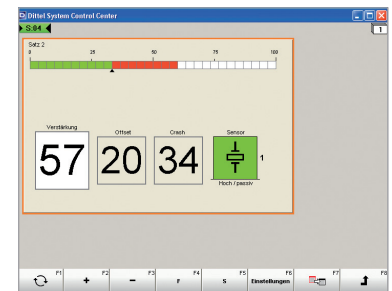 Dittel System Control Center
S:04
1
Satz 2
0 25 50 75 100
Verstärkung Offset Crash Sensor
57 20 34 1
Hoch / passiv
F1 F2 F3 F4 F5 F6 F7 F8
+ − F S Einstellungen